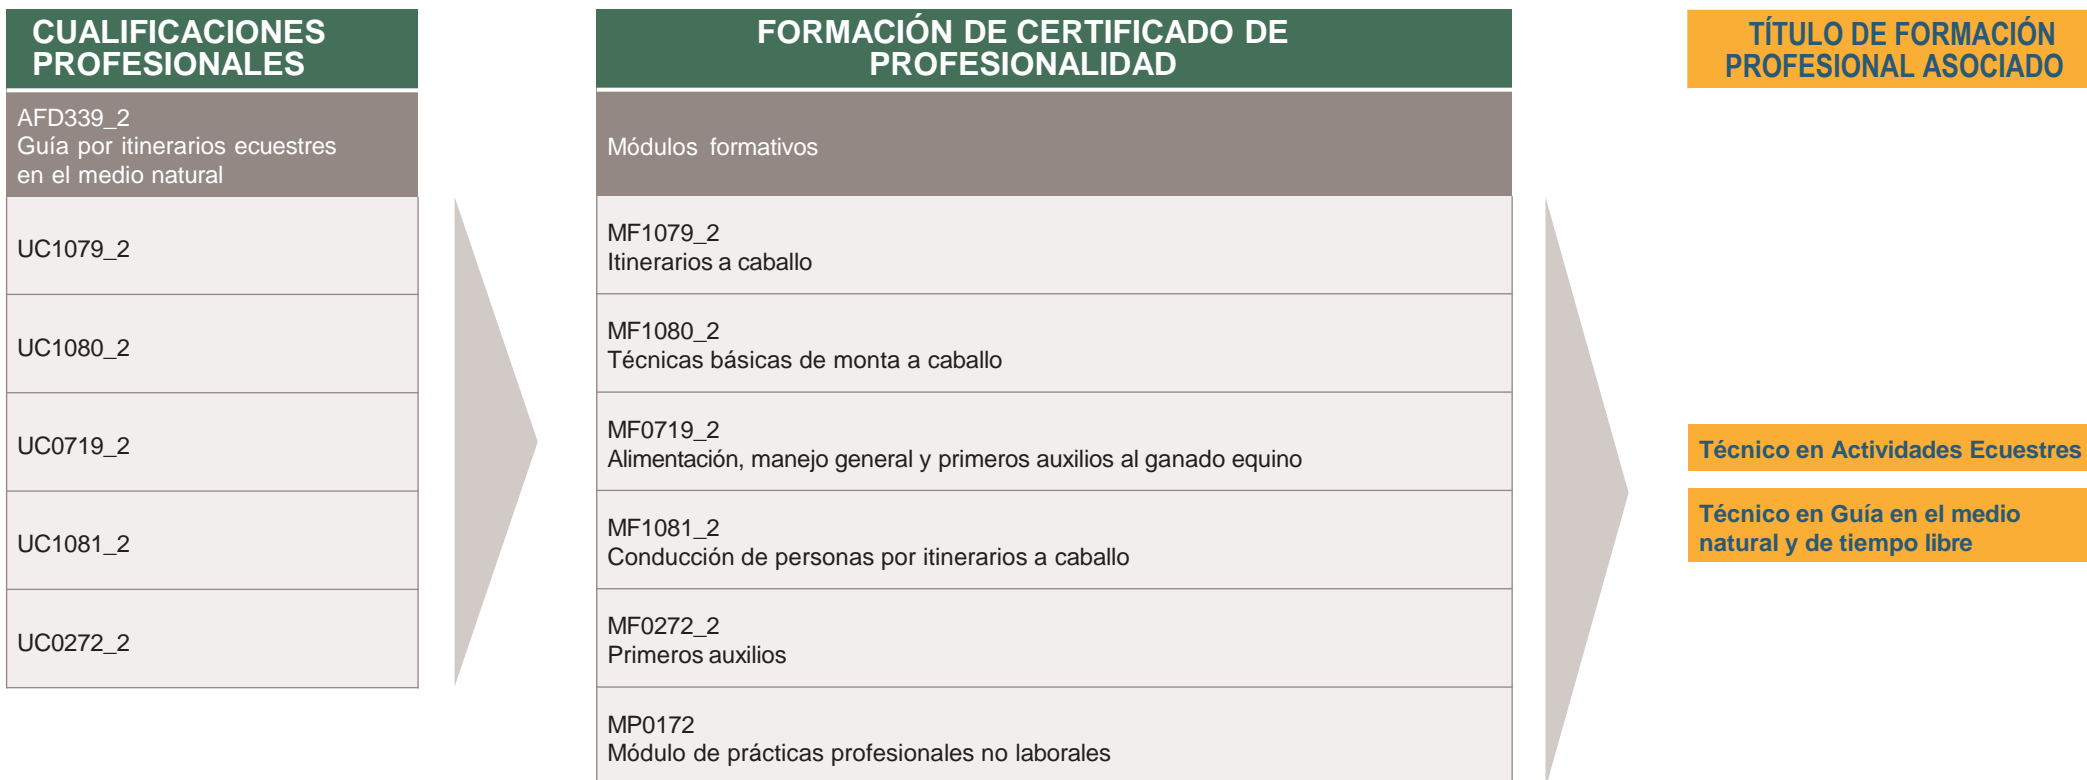 CUALIFICACIONES
PROFESIONALES
AFD339_2
Guía por itinerarios ecuestres
en el medio natural
UC1079_2
UC1080_2
UC0719_2
UC1081_2
UC0272_2
FORMACIÓN DE CERTIFICADO DE
PROFESIONALIDAD
Módulos formativos
MF1079_2
Itinerarios a caballo
MF1080_2
Técnicas básicas de monta a caballo
MF0719_2
Alimentación, manejo general y primeros auxilios al ganado equino
MF1081_2
Conducción de personas por itinerarios a caballo
MF0272_2
Primeros auxilios
MP0172
Módulo de prácticas profesionales no laborales
TÍTULO DE FORMACIÓN
PROFESIONAL ASOCIADO
Técnico en Actividades Ecuestres
Técnico en Guía en el medio
natural y de tiempo libre